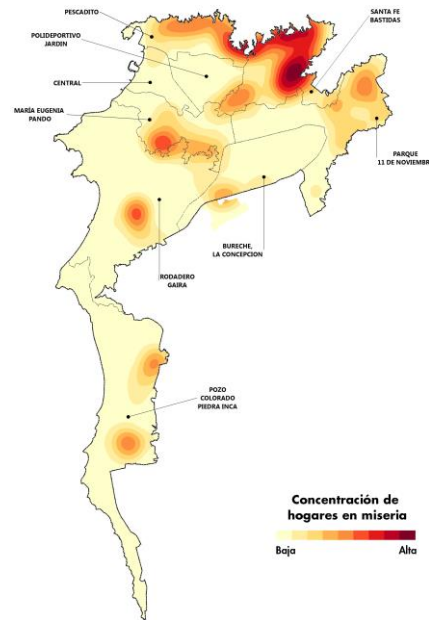 PESCADITO
SANTA FE
BASTIDAS
POLIDEPORTIVO
JARDIN
CENTRAL
MARÍA EUGENIA
PANDO
PARQUE
11 DE NOVIEMBR
BURECHE,
LA CONCEPCION
RODADERO
GAIRA
POZO
COLORADO
PIEDRA INCA
Concentración de
hogares en miseria
Baja
Alta